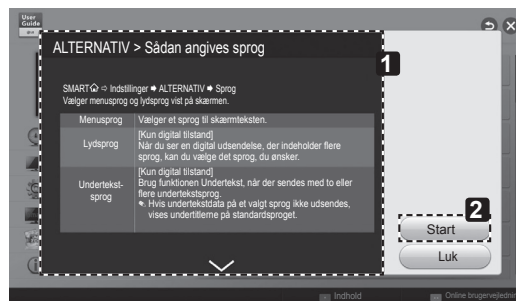 User
Guide
ALTERNATIV > Sådan angives sprog
1
SMART ⇨ Indstillinger ➡ ALTERNATIV ➡ Sprog
Vælger menusprog og lydsprog vist på skærmen.
Menusprog
Vælger et sprog til skærmteksten.
Lydsprog
[Kun digital tilstand]
Når du ser en digital udsendelse, der indeholder flere
sprog, kan du vælge det sprog, du ønsker.
Undertekst-
sprog
[Kun digital tilstand]
Brug funktionen Undertekst, når der sendes med to eller
flere undertekstsprog.
Hvis undertekstdata på et valgt sprog ikke udsendes,
vises undertitlerne på standardsproget.
2
Start
Luk
Indhold
Online brugervejledning